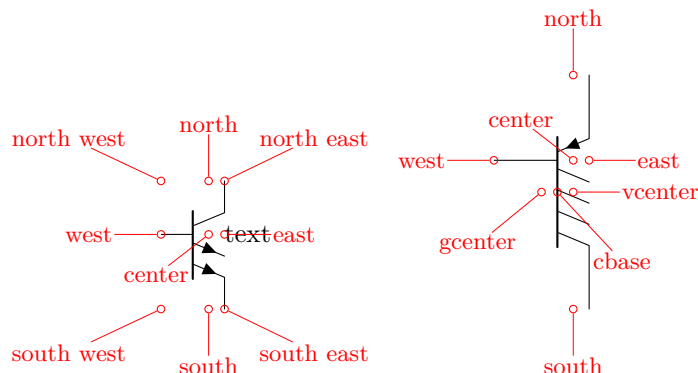 north
north west
north
north east
west
text
east
center
south west
south
south east
center
west
east
vcenter
gcenter
cbase
south